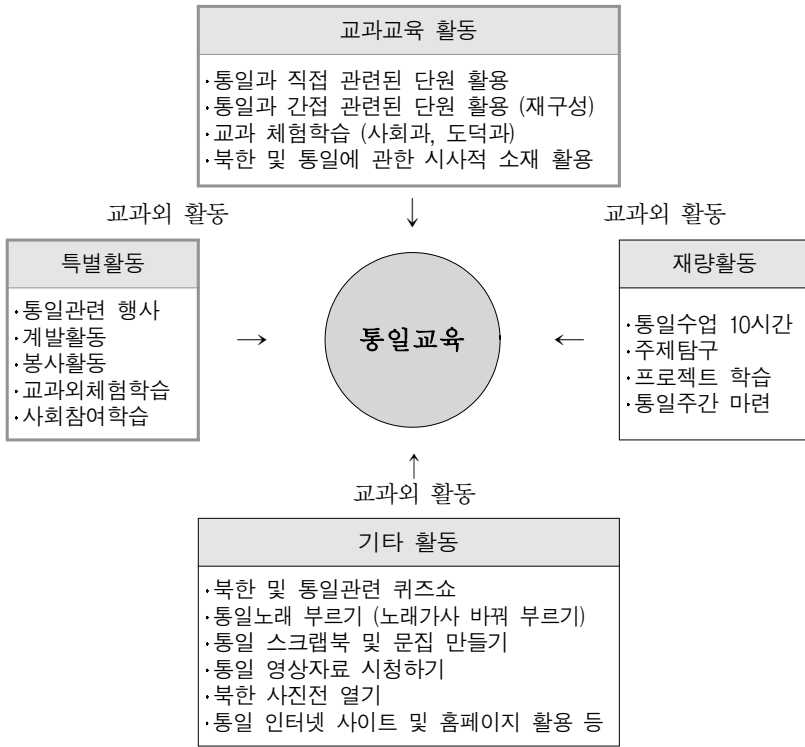 교과교육 활동
·통일과 직접 관련된 단원 활용
·통일과 간접 관련된 단원 활용 (재구성)
·교과 체험학습 (사회과, 도덕과)
·북한 및 통일에 관한 시사적 소재 활용
교과외 활동
교과외 활동
특별활동
·통일관련 행사
·계발활동
·봉사활동
·교과외체험학습
·사회참여학습
통일교육
재량활동
·통일수업 10시간
·주제탐구
·프로젝트 학습
·통일주간 마련
교과외 활동
기타 활동
·북한 및 통일관련 퀴즈쇼
·통일노래 부르기 (노래가사 바꿔 부르기)
·통일 스크랩북 및 문집 만들기
·통일 영상자료 시청하기
·북한 사진전 열기
·통일 인터넷 사이트 및 홈페이지 활용 등